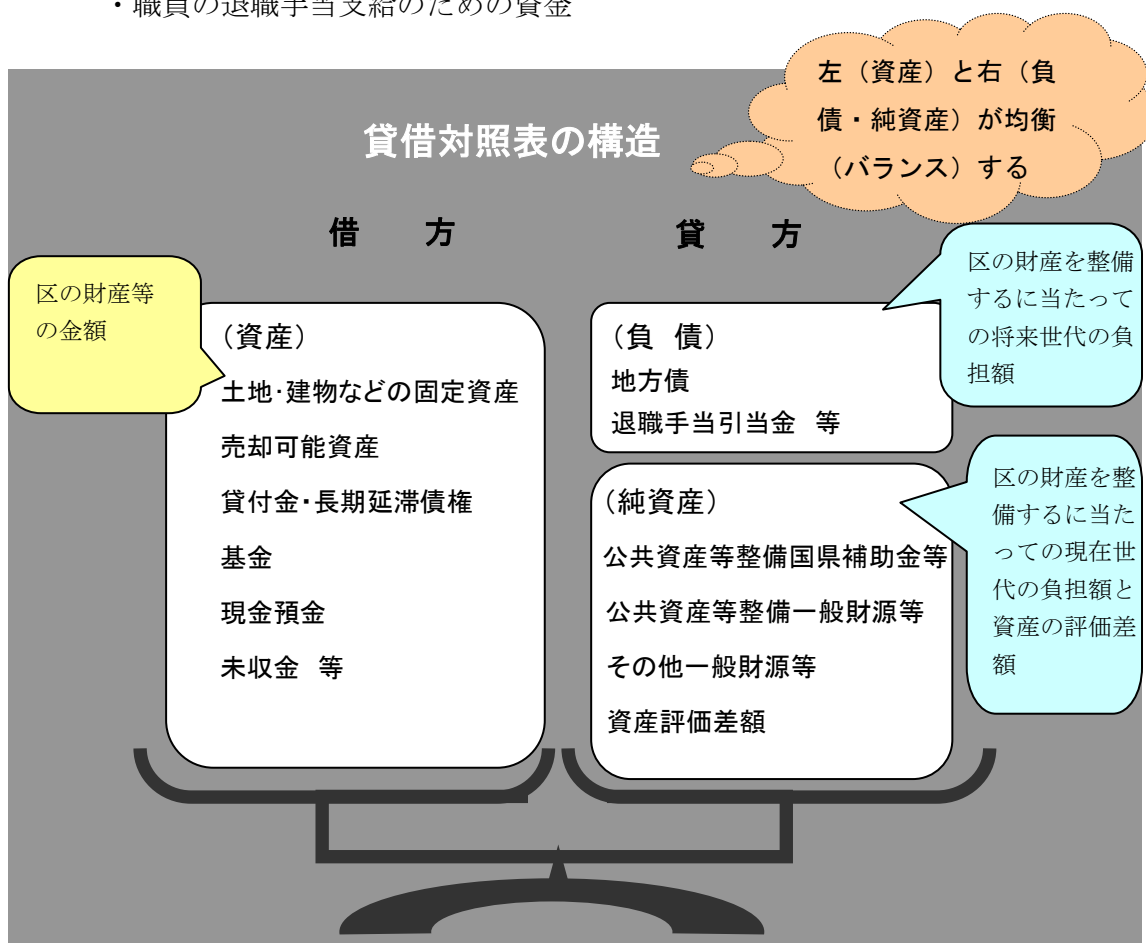 ・職員の退職手当支給のための資金
左（資産）と右（負
債・純資産）が均衡
（バランス）する
貸借対照表の構造
借　方
貸　方
区の財産等
の金額
（資産）
土地･建物などの固定資産
売却可能資産
貸付金・長期延滞債権
基金
現金預金
未収金　等
（負　債）
地方債
退職手当引当金　等
区の財産を整備
するに当たって
の将来世代の負
担額
（純資産）
公共資産等整備国県補助金等
公共資産等整備一般財源等
その他一般財源等
資産評価差額
区の財産を整
備するに当た
っての現在世
代の負担額と
資産の評価差
額